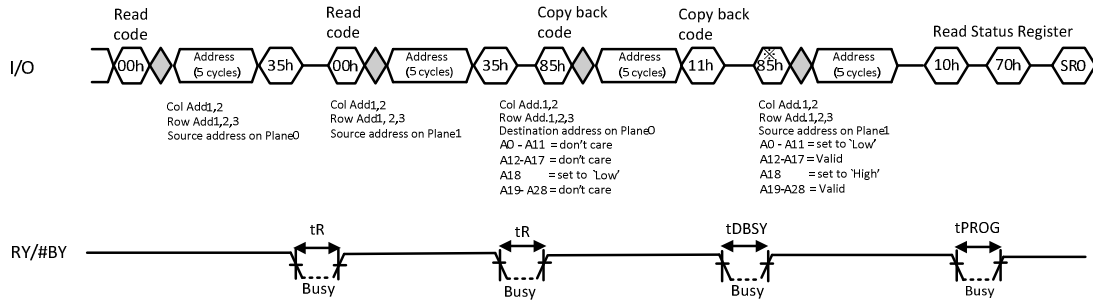 Read code
Read code
Copy back code
Copy back code
Read Status Register
I/O
00h
Address (5 cycles)
35h
00h
Address (5 cycles)
35h
85h
Address (5 cycles)
11h
※
85h
Address (5 cycles)
10h
70h
SR0
Col Add1,2
Row Add1,2,3
Source address on Plane0
Col Add1,2
Row Add1, 2,3
Source address on Plane1
Col Add.1,2
Row Add.1,2,3
Destination address on Plane0
A0 - A11 = don't care
A12-A17 = don't care
A18 = set to 'Low'
A19- A28 = don't care
Col Add.1,2
Row Add.1,2,3
Source address on Plane1
A0 - A11 = set to 'Low'
A12-A17 = Valid
A18 = set to 'High'
A19-A28 = Valid
RY/#BY
tR
Busy
tR
Busy
tDBSY
Busy
tPROG
Busy